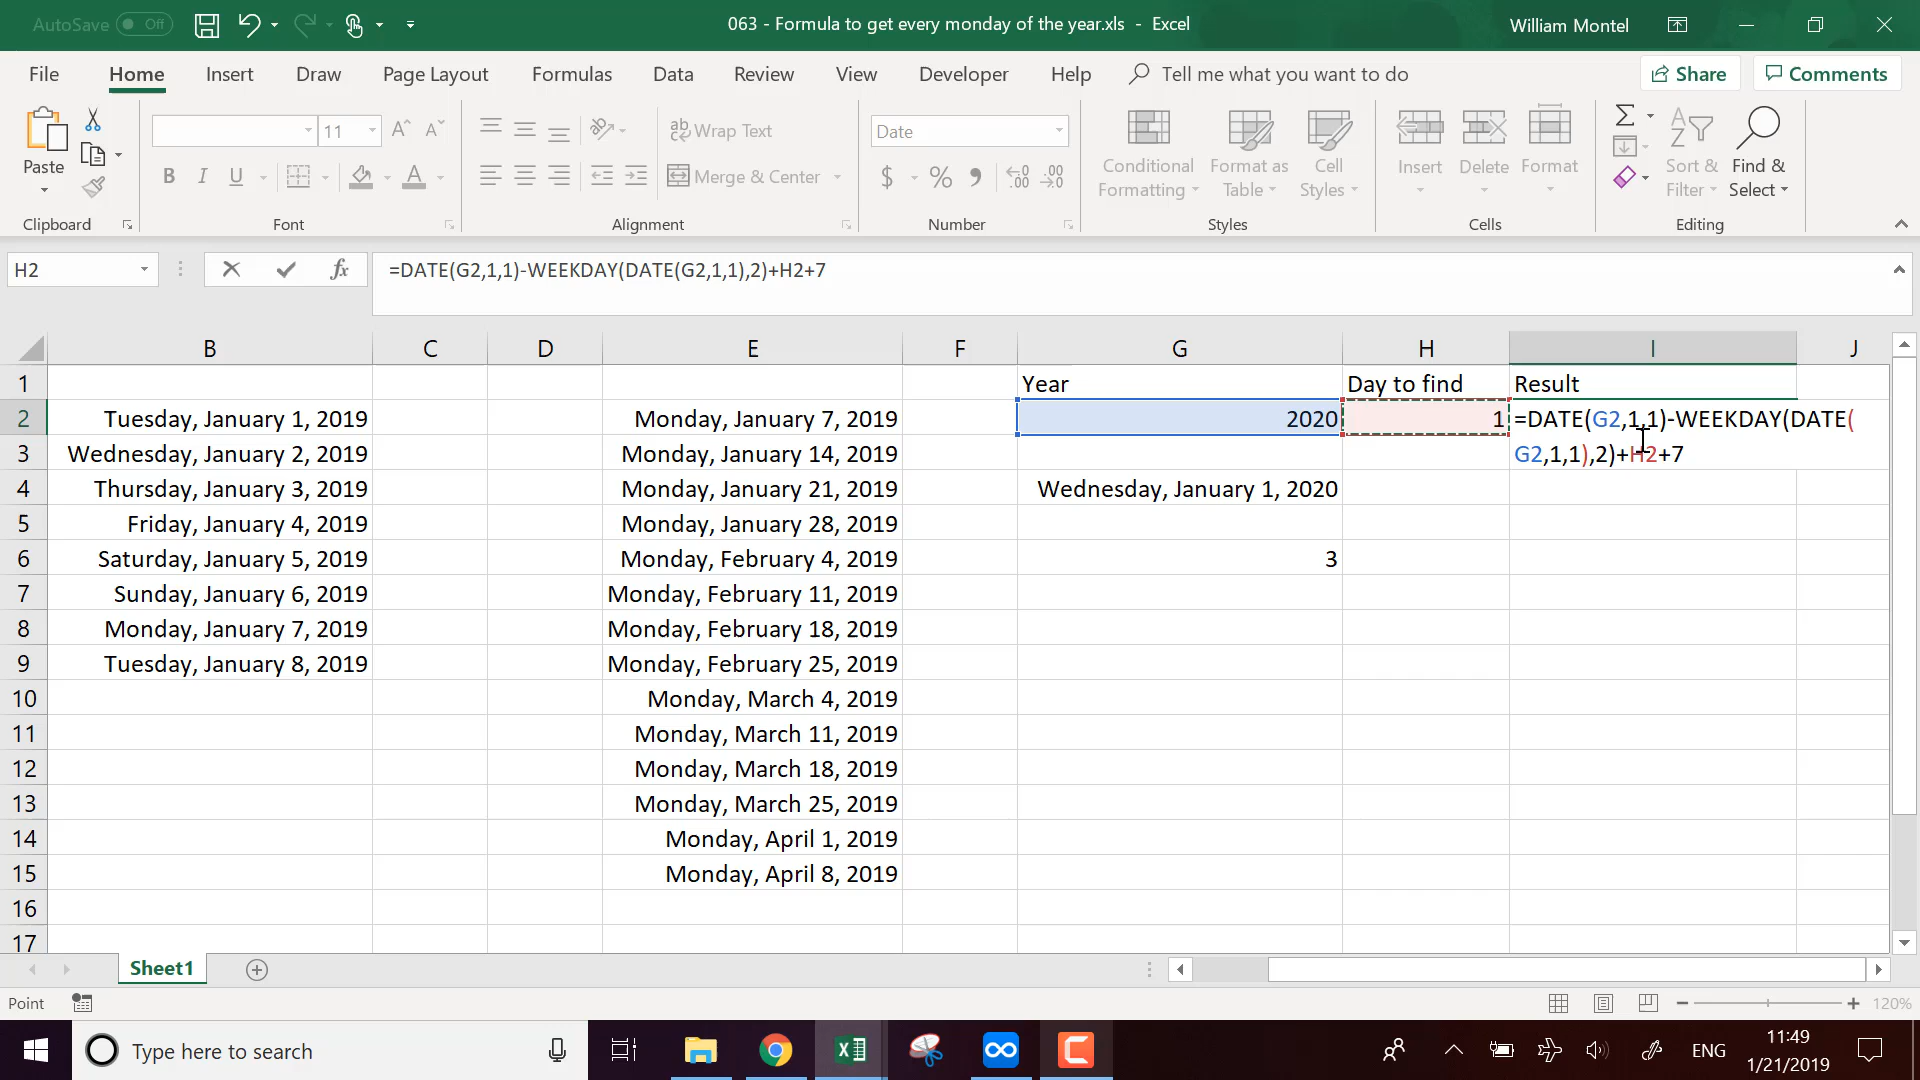 AutoSave Off
063 - Formula to get every monday of the year.xls - Excel
William Montel
File Home Insert Draw Page Layout Formulas Data Review View Developer Help Tell me what you want to do Share Comments
Paste
Clipboard
11
B I U
Font
Wrap Text
Merge & Center
Alignment
Date
$ % ,
Number
Conditional Formatting
Format as Table
Cell Styles
Styles
Insert Delete Format
Cells
Sort & Filter
Find & Select
Editing
H2 fx =DATE(G2,1,1)-WEEKDAY(DATE(G2,1,1),2)+H2+7
B C D E F G H I J
1 Year Day to find Result
2 Tuesday, January 1, 2019 Monday, January 7, 2019 2020 1 =DATE(G2,1,1)-WEEKDAY(DATE(
3 Wednesday, January 2, 2019 Monday, January 14, 2019 G2,1,1),2)+H2+7
4 Thursday, January 3, 2019 Monday, January 21, 2019 Wednesday, January 1, 2020
5 Friday, January 4, 2019 Monday, January 28, 2019
6 Saturday, January 5, 2019 Monday, February 4, 2019 3
7 Sunday, January 6, 2019 Monday, February 11, 2019
8 Monday, January 7, 2019 Monday, February 18, 2019
9 Tuesday, January 8, 2019 Monday, February 25, 2019
10 Monday, March 4, 2019
11 Monday, March 11, 2019
12 Monday, March 18, 2019
13 Monday, March 25, 2019
14 Monday, April 1, 2019
15 Monday, April 8, 2019
16
17
Sheet1
Point
120%
Type here to search
ENG
11:49
1/21/2019